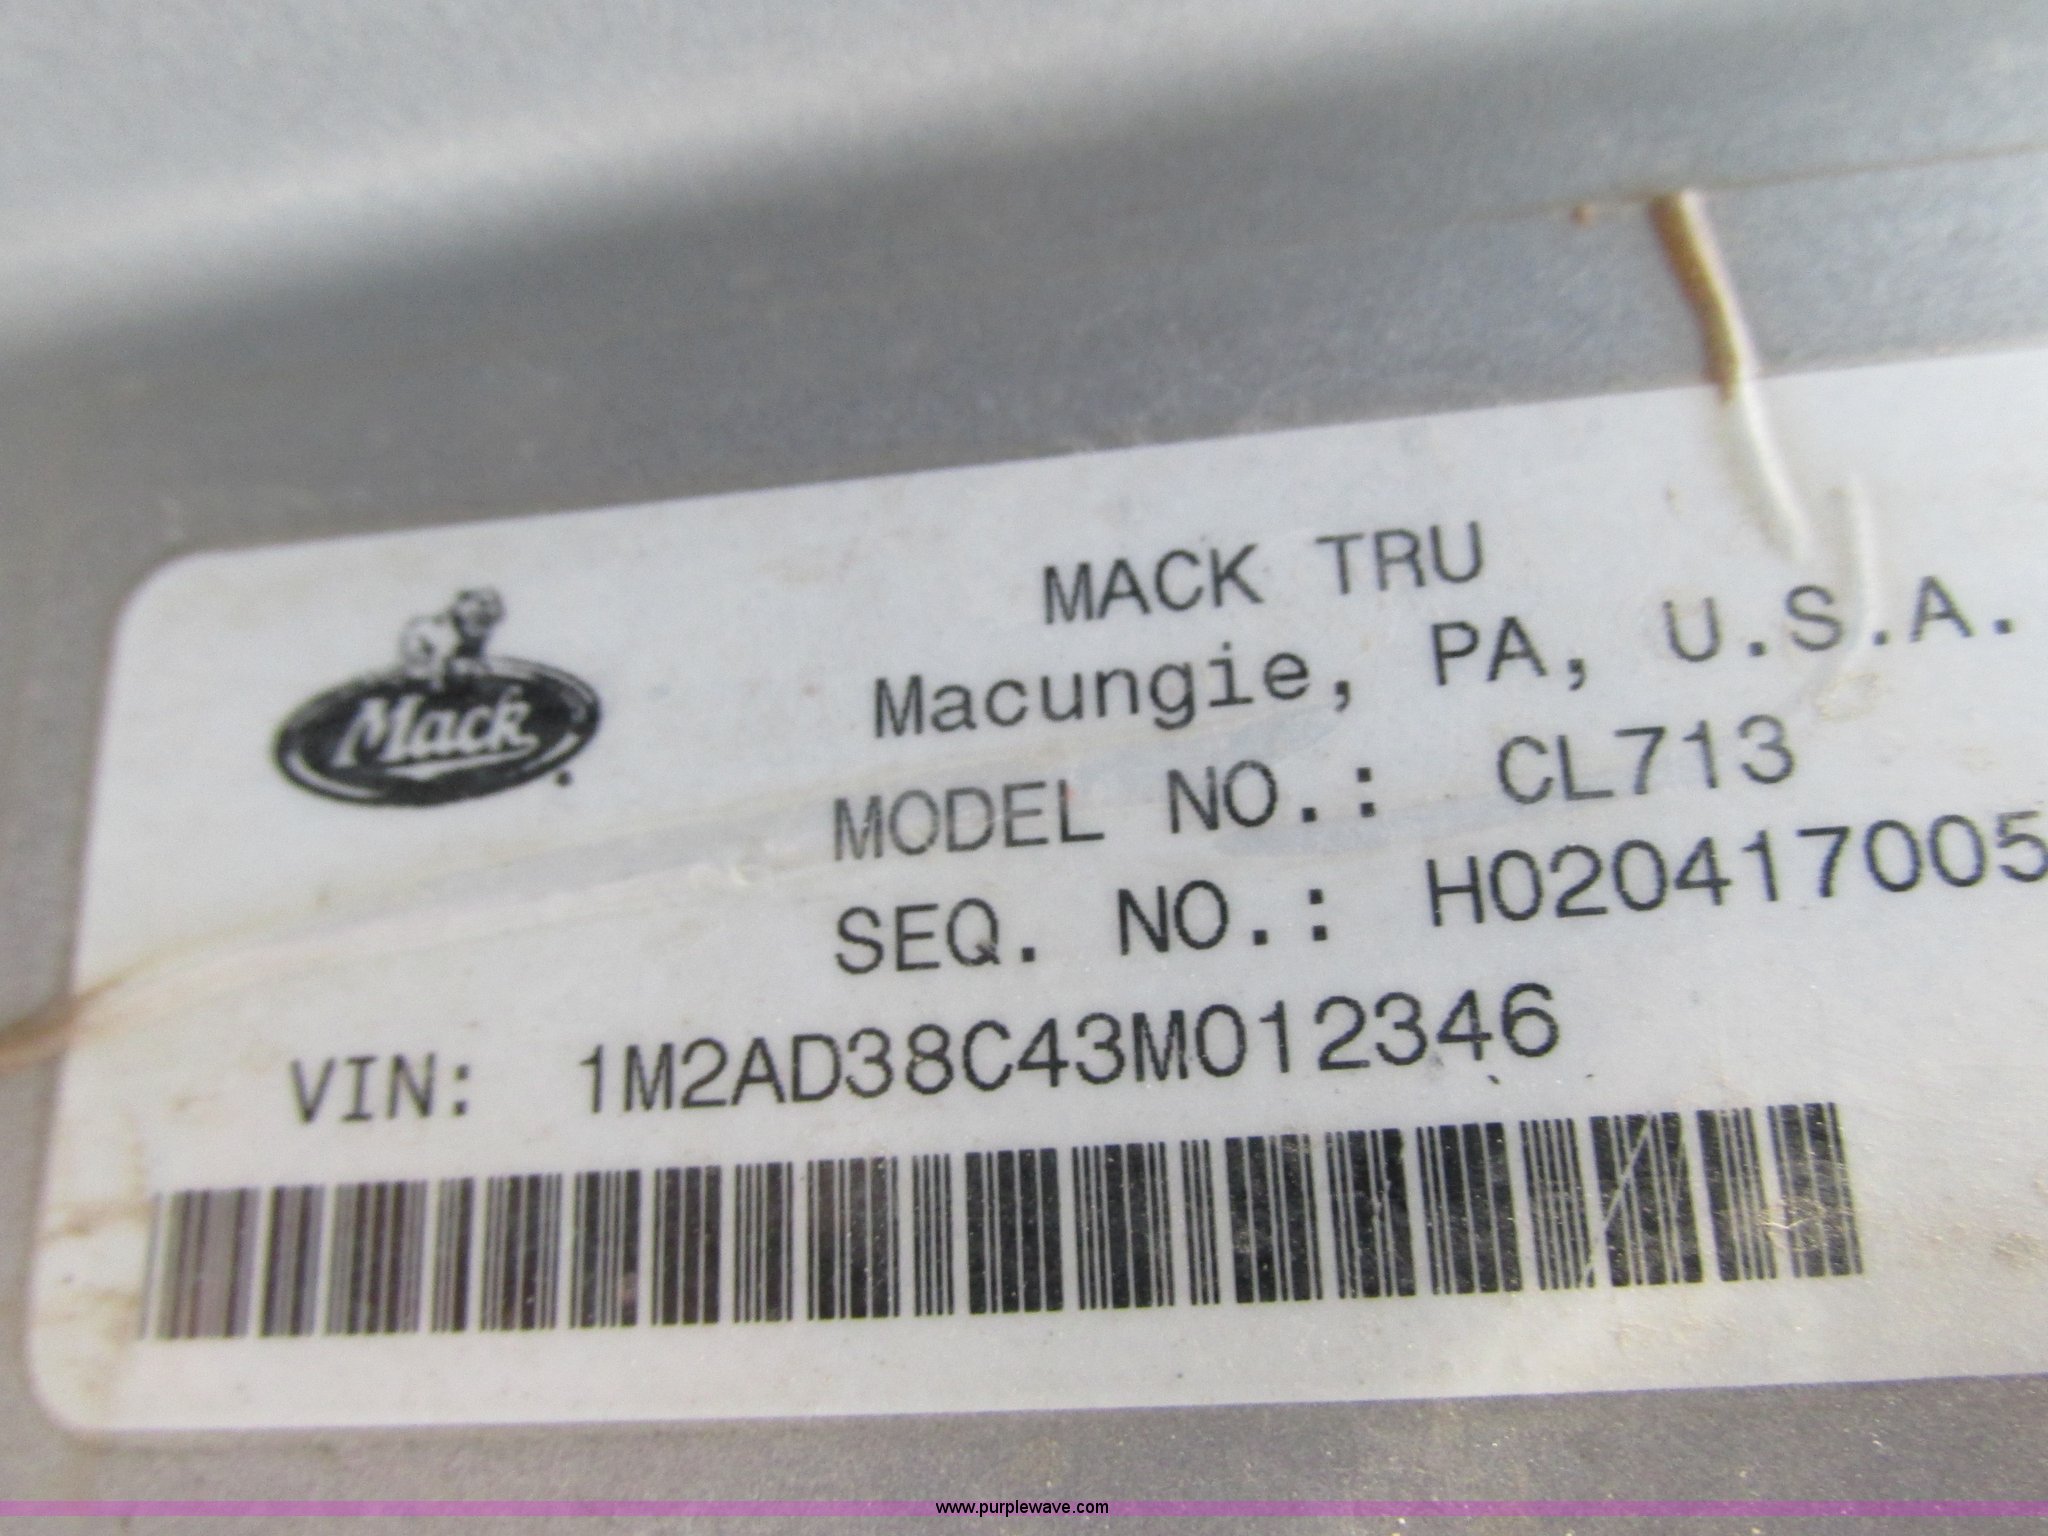 Mack
MACK TRU
Macungie, PA, U.S.A.
MODEL NO.: CL713
SEQ. NO.: H020417005
VIN: 1M2AD38C43M012346
www.purplewave.com